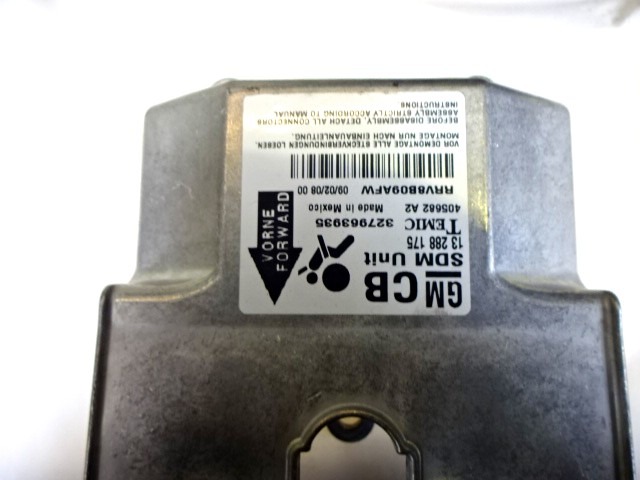 GM CB
SDM Unit
13 288 175
TEMIC 327963935
405682 A2 Made in Mexico
RRV8B09AFW 09/02/08 00
VORNE
FORWARD
VOR DEMONTAGE ALLE STECKVERBINDUNGEN LOESEN.
MONTAGE NUR NACH EINBAUANLEITUNG.
BEFORE DISASSEMBLY, DETACH ALL CONNECTORS
ASSEMBLY STRICTLY ACCORDING TO MANUAL
INSTRUCTIONS